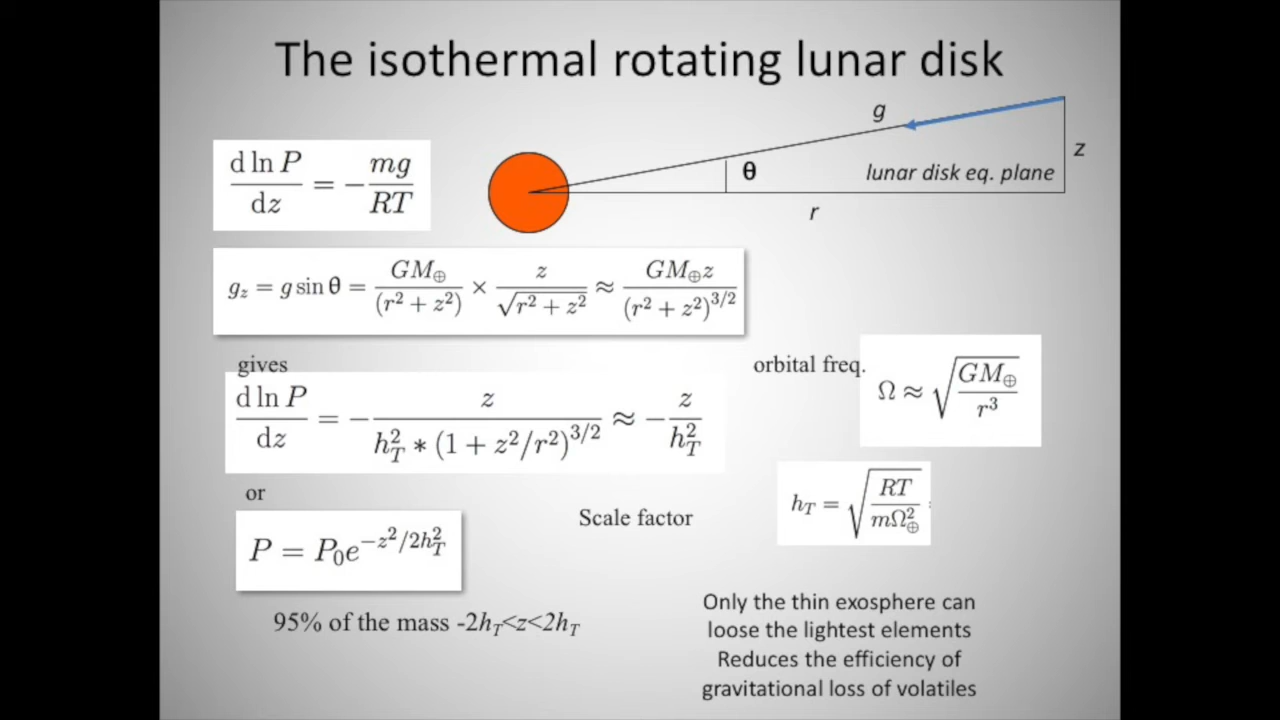 The isothermal rotating lunar disk
g
z
θ
lunar disk eq. plane
r
d ln P / dz = − mg / RT
g_z = g sin θ = GM⊕ / (r² + z²) × z / √(r² + z²) ≈ GM⊕z / (r² + z²)^{3/2}
gives
orbital freq.
Ω ≈ √(GM⊕ / r³)
d ln P / dz = − z / (h_T² * (1 + z²/r²)^{3/2}) ≈ − z / h_T²
or
Scale factor
h_T = √(RT / mΩ⊕²)
P = P₀e^{−z²/2h_T²}
95% of the mass -2h_T<z<2h_T
Only the thin exosphere can
loose the lightest elements
Reduces the efficiency of
gravitational loss of volatiles